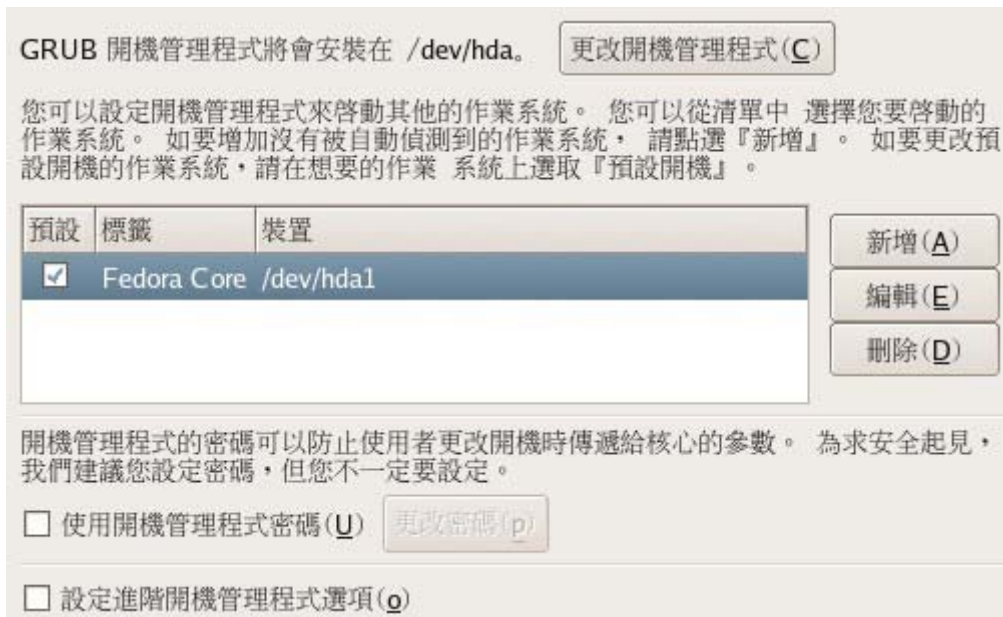 GRUB 開機管理程式將會安裝在 /dev/hda。 更改開機管理程式(C)
您可以設定開機管理程式來啓動其他的作業系統。 您可以從清單中 選擇您要啓動的
作業系統。 如要增加沒有被自動偵測到的作業系統， 請點選『新增』。 如要更改預
設開機的作業系統，請在想要的作業 系統上選取『預設開機』。
預設 標籤 裝置
Fedora Core /dev/hda1
新增(A)
編輯(E)
刪除(D)
開機管理程式的密碼可以防止使用者更改開機時傳遞給核心的參數。 為求安全起見，
我們建議您設定密碼，但您不一定要設定。
使用開機管理程式密碼(U) 更改密碼(p)
設定進階開機管理程式選項(o)